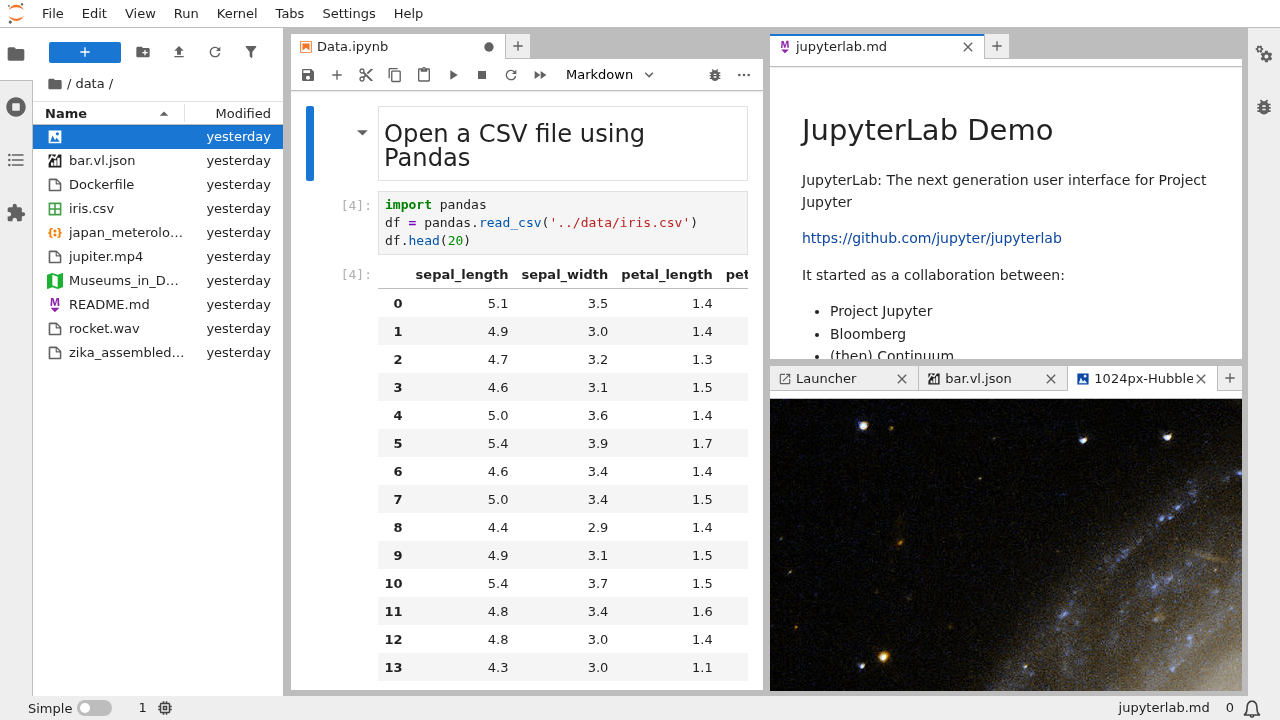 File Edit View Run Kernel Tabs Settings Help
/ data /
Name Modified
yesterday
bar.vl.json yesterday
Dockerfile yesterday
iris.csv yesterday
japan_meterolo… yesterday
jupiter.mp4 yesterday
Museums_in_D… yesterday
README.md yesterday
rocket.wav yesterday
zika_assembled… yesterday
Data.ipynb
Markdown
Open a CSV file using
Pandas
[4]:
import pandas
df = pandas.read_csv('../data/iris.csv')
df.head(20)
[4]:
sepal_length sepal_width petal_length pet
0 5.1 3.5 1.4
1 4.9 3.0 1.4
2 4.7 3.2 1.3
3 4.6 3.1 1.5
4 5.0 3.6 1.4
5 5.4 3.9 1.7
6 4.6 3.4 1.4
7 5.0 3.4 1.5
8 4.4 2.9 1.4
9 4.9 3.1 1.5
10 5.4 3.7 1.5
11 4.8 3.4 1.6
12 4.8 3.0 1.4
13 4.3 3.0 1.1
jupyterlab.md
JupyterLab Demo
JupyterLab: The next generation user interface for Project
Jupyter
https://github.com/jupyter/jupyterlab
It started as a collaboration between:
• Project Jupyter
• Bloomberg
• (then) Continuum
Launcher bar.vl.json 1024px-Hubble
Simple 1 jupyterlab.md 0